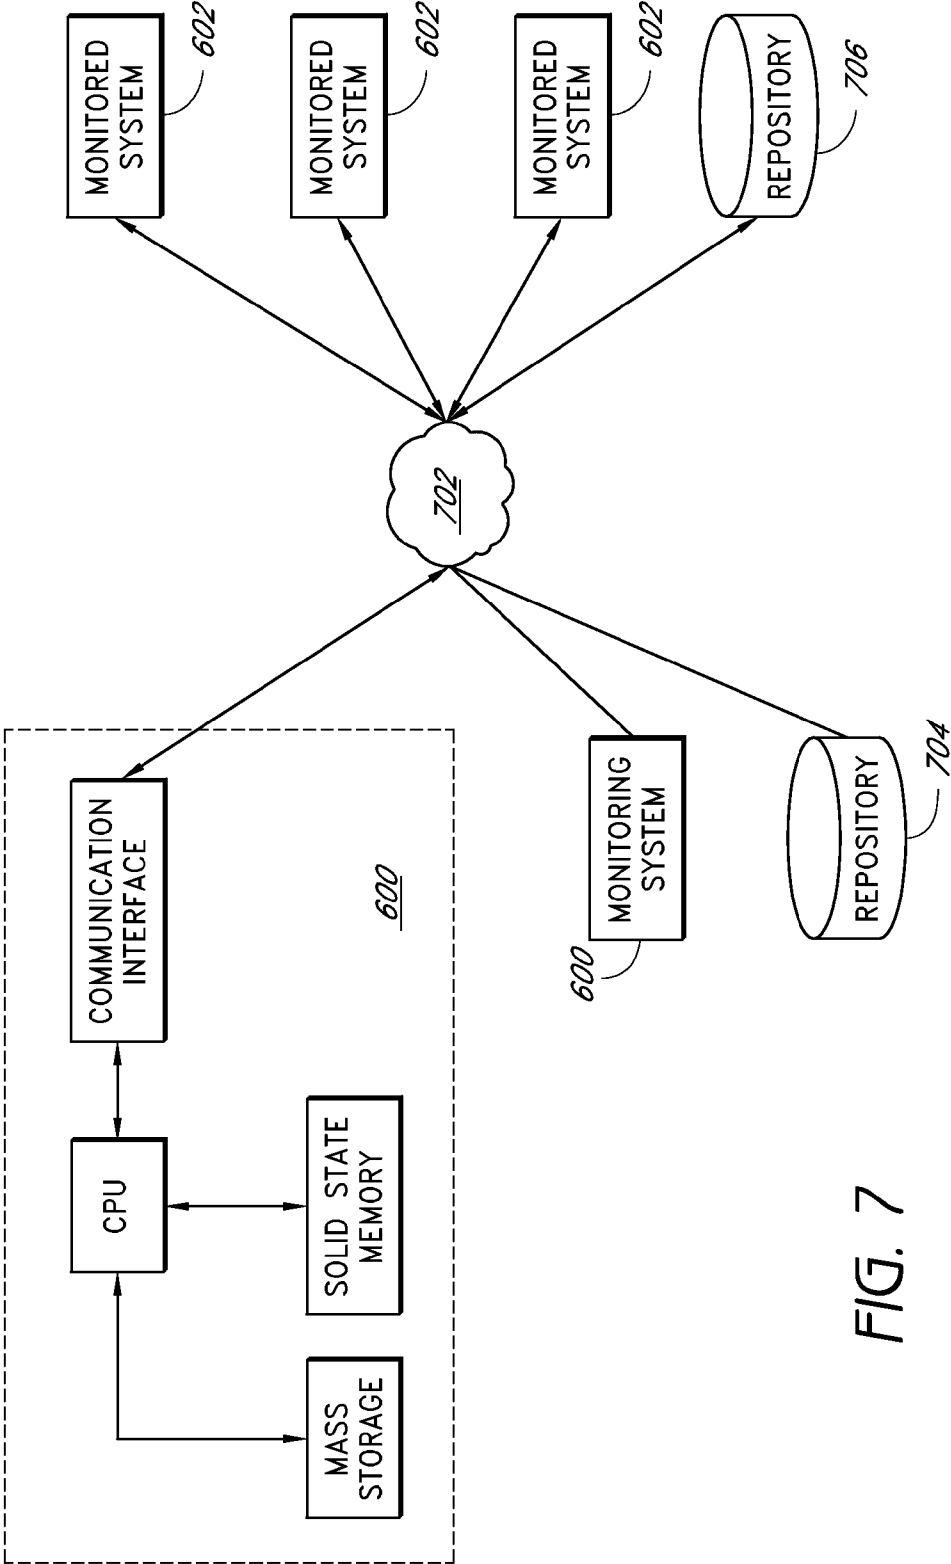 COMMUNICATION
INTERFACE
CPU
SOLID STATE
MEMORY
MASS
STORAGE
600
MONITORING
SYSTEM
600
REPOSITORY
704
702
MONITORED
SYSTEM
602
MONITORED
SYSTEM
602
MONITORED
SYSTEM
602
REPOSITORY
706
FIG. 7